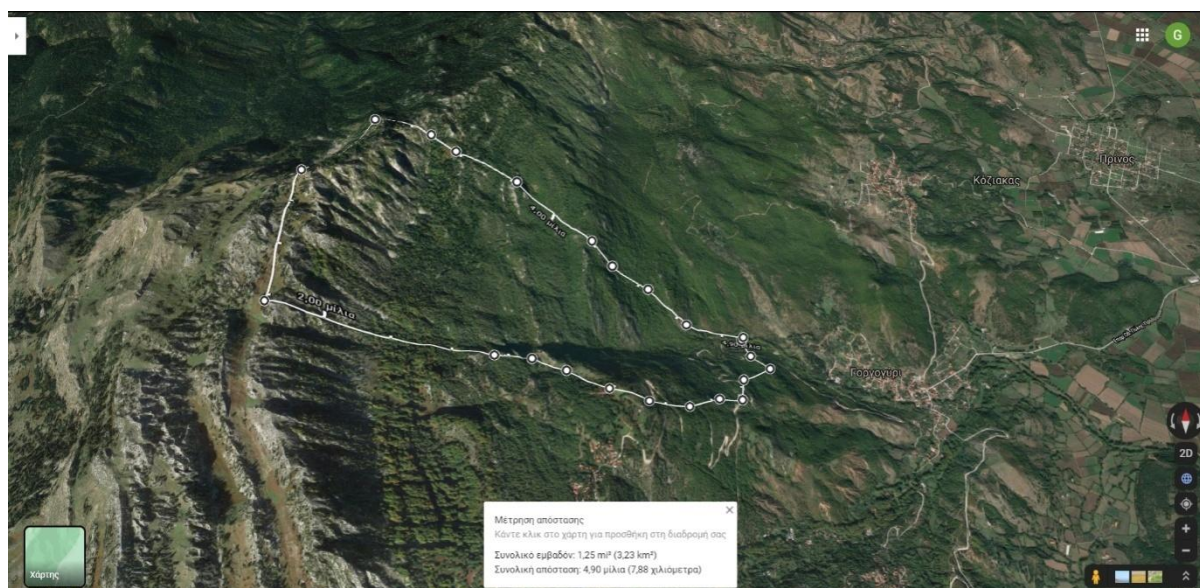 G
Πρίνος
Κόζιακας
4,00 μίλια
2,00 μίλια
Γοργογύρι
2D
Μέτρηση απόστασης
Κάντε κλικ στο χάρτη για προσθήκη στη διαδρομή σας
Συνολικό εμβαδόν: 1,25 mi² (3,23 km²)
Συνολική απόσταση: 4,90 μίλια (7,88 χιλιόμετρα)
Χάρτης